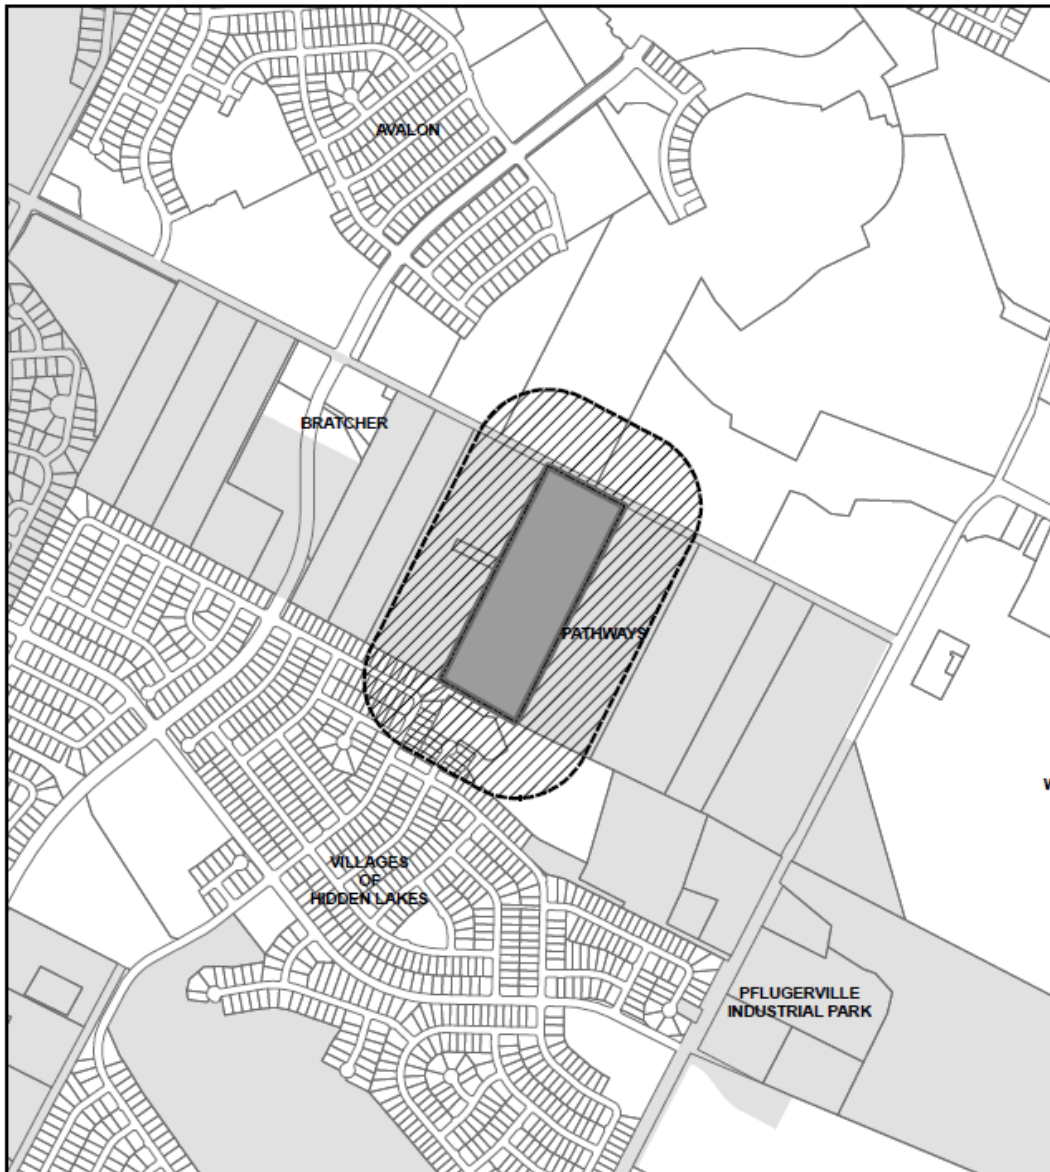 AVALON
BRATCHER
PATHWAYS
W
VILLAGES
OF
HIDDEN LAKES
PFLUGERVILLE
INDUSTRIAL PARK